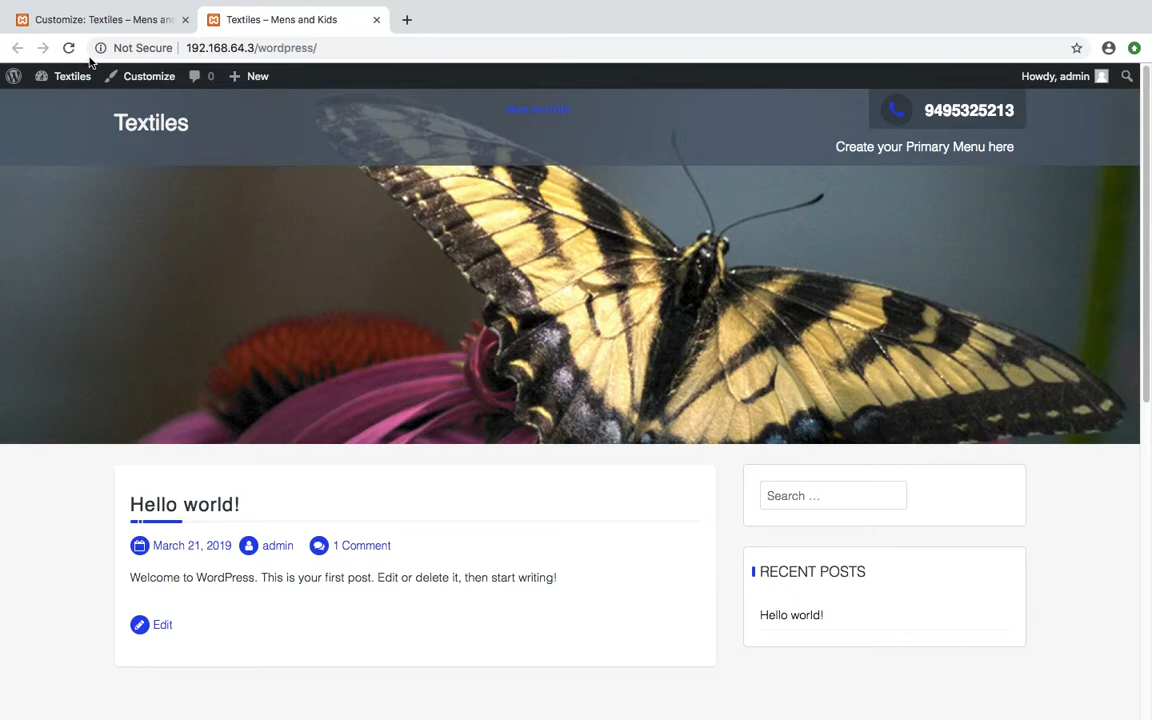 Customize: Textiles – Mens an
Textiles – Mens and Kids
Not Secure
192.168.64.3/wordpress/
Textiles
Customize
0
New
Howdy, admin
Textiles
Mens and Kids
9495325213
Create your Primary Menu here
Hello world!
March 21, 2019
admin
1 Comment
Welcome to WordPress. This is your first post. Edit or delete it, then start writing!
Edit
Search …
RECENT POSTS
Hello world!